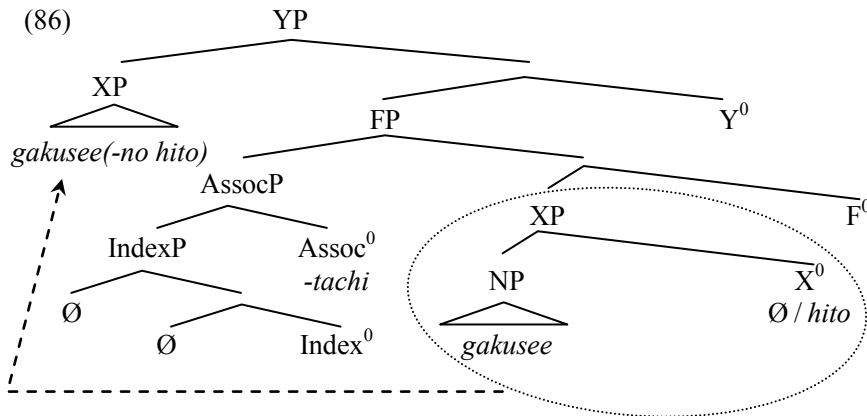 (86) YP
XP
FP Y⁰
gakusee(-no hito)
AssocP
XP F⁰
IndexP Assoc⁰
-tachi NP X⁰
Ø Ø / hito
Ø Index⁰ gakusee